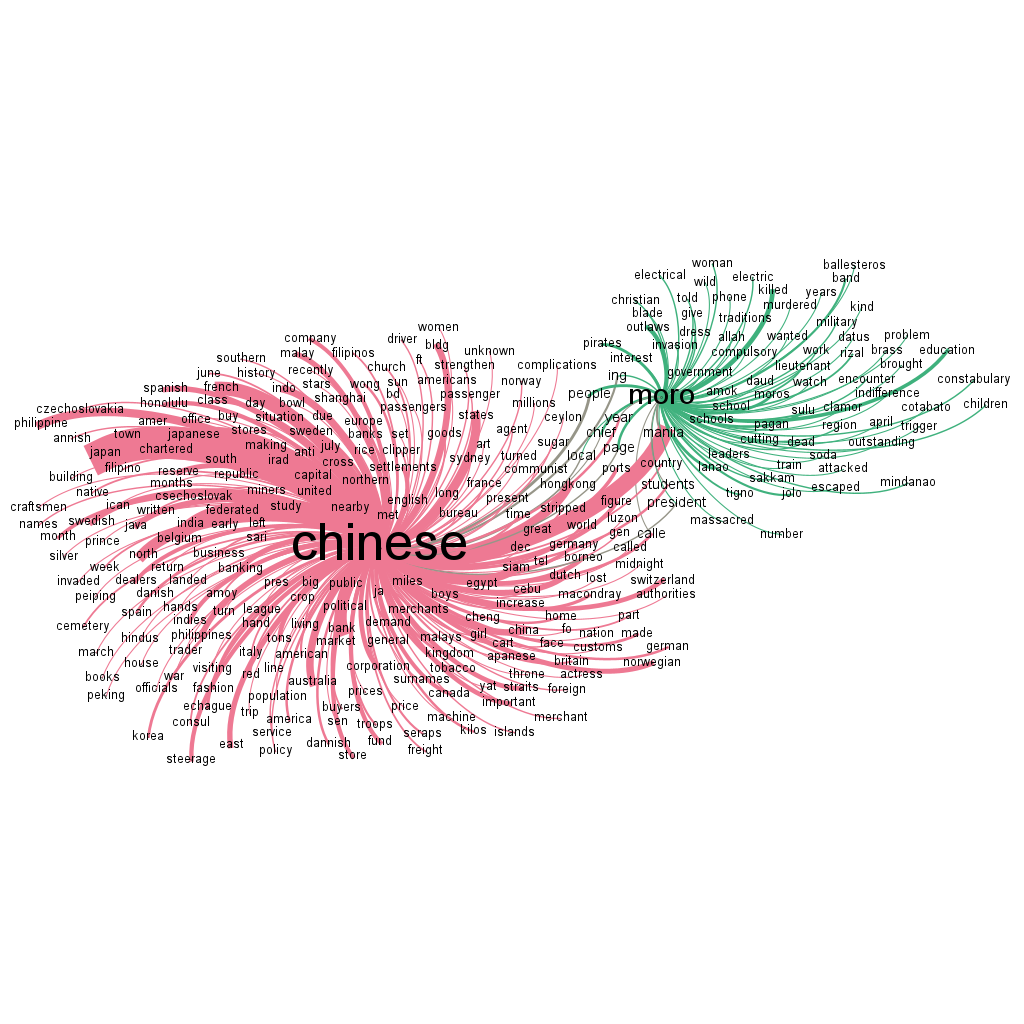 woman
ballesteros
electrical
wild
electric
band
christian
told
phone
killed
years
blade
give
murdered
kind
outlaws
dress
traditions
military
women
pirates
invasion
allah
wanted
datus
problem
company
driver
bldg
interest
compulsory
work
rizal
brass
education
southern
malay
filipinos
ft
strengthen
unknown
complications
ing
government
lieutenant
brought
june
history
recently
church
americans
norway
people
moro
amok
daud
watch
encounter
indifference
constabulary
spanish
french
indo
stars
wong
sun
bd
passenger
millions
year
school
moros
sulu
clamor
cotabato
children
czechoslovakia
honolulu
class
day
bowl
shanghai
passengers
states
ceylon
chief
manila
schools
pagan
region
april
trigger
philippine
amer
office
buy
situation
due
europe
agent
annish
town
japanese
stores
sweden
banks
set
goods
art
sugar
page
cutting
dead
outstanding
japan
chartered
making
anti
july
rice
clipper
sydney
turned
local
country
leaders
soda
filipino
south
irad
cross
settlements
communist
ports
lanao
train
attacked
building
reserve
republic
capital
northern
france
hongkong
students
sakkam
escaped
mindanao
native
months
miners
united
english
long
present
figure
president
tigno
jolo
craftsmen
ican
csechoslovak
study
nearby
met
bureau
time
stripped
luzon
massacred
names
swedish
written
federated
great
world
gen
calle
number
month
java
india
early
left
chinese
dec
germany
called
silver
prince
belgium
sari
siam
tel
borneo
midnight
week
north
business
miles
egypt
dutch
lost
switzerland
invaded
return
banking
pres
big
public
ja
boys
cebu
macondray
authorities
peiping
dealers
landed
amoy
crop
political
merchants
increase
home
part
cemetery
danish
hands
league
living
demand
cheng
china
fo
nation
made
spain
indies
turn
hand
bank
general
malays
girl
cart
face
customs
german
march
hindus
philippines
tons
market
kingdom
apanese
britain
norwegian
books
house
trader
italy
american
corporation
tobacco
throne
actress
peking
war
visiting
red
line
australia
surnames
canada
yat
straits
foreign
officials
fashion
population
prices
important
korea
consul
echague
trip
america
buyers
price
machine
merchant
steerage
east
service
sen
troops
seraps
kilos
islands
policy
dannish
store
fund
freight